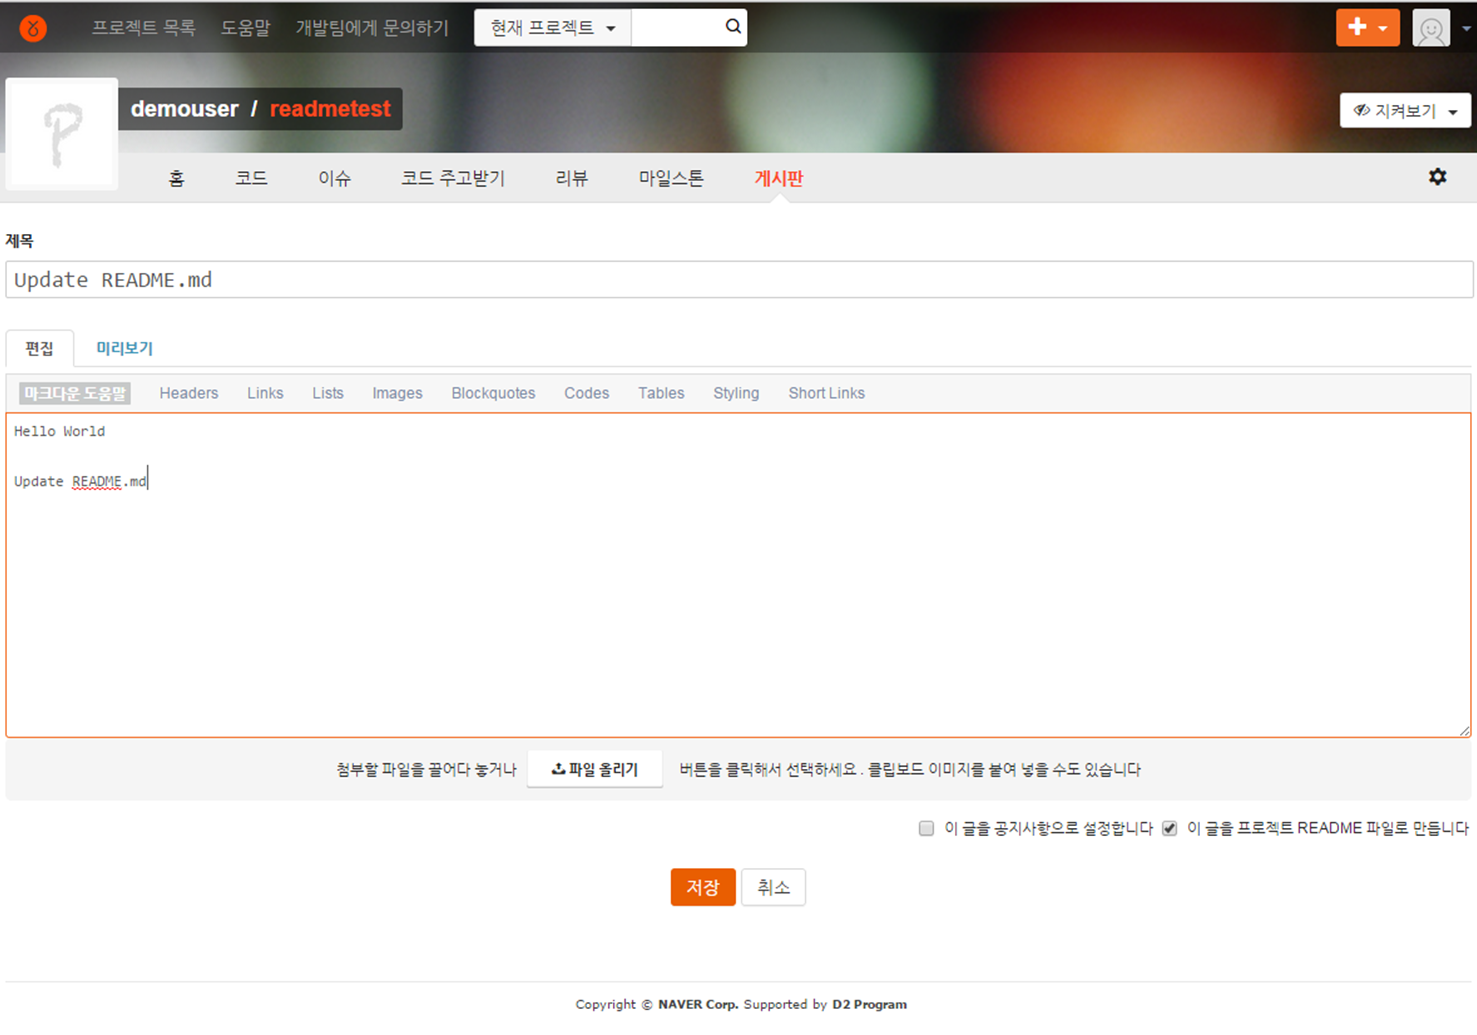 프로젝트 목록 도움말 개발팀에게 문의하기 현재 프로젝트
demouser / readmetest
지켜보기
홈 코드 이슈 코드 주고받기 리뷰 마일스톤 게시판
제목
Update README.md
편집 미리보기
마크다운 도움말 Headers Links Lists Images Blockquotes Codes Tables Styling Short Links
Hello World
Update README.md
첨부할 파일을 끌어다 놓거나 파일 올리기 버튼을 클릭해서 선택하세요 . 클립보드 이미지를 붙여 넣을 수도 있습니다
이 글을 공지사항으로 설정합니다 이 글을 프로젝트 README 파일로 만듭니다
저장 취소
Copyright © NAVER Corp. Supported by D2 Program